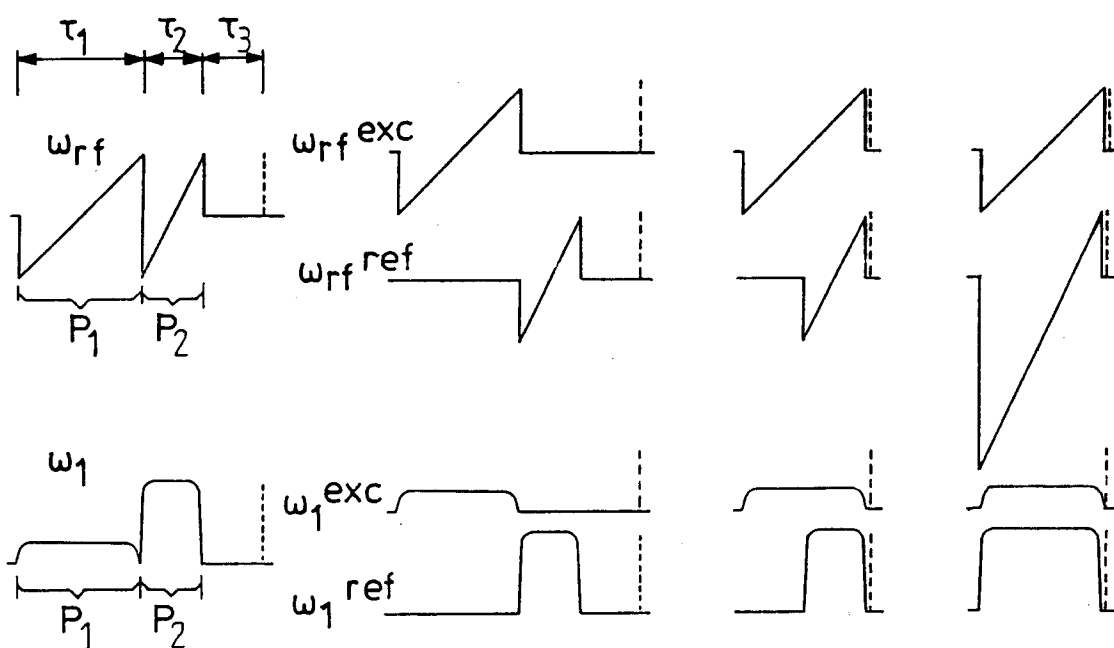 τ1 τ2 τ3
ωrf
P1 P2
ω1
P1 P2
ωrf exc
ωrf ref
ω1 exc
ω1 ref